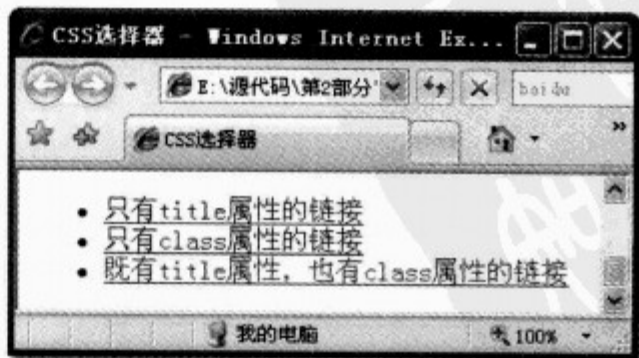 CSS选择器 - Windows Internet Ex...
E:\源代码\第2部分
baidu
CSS选择器
»
• 只有title属性的链接
• 只有class属性的链接
• 既有title属性，也有class属性的链接
我的电脑 100%